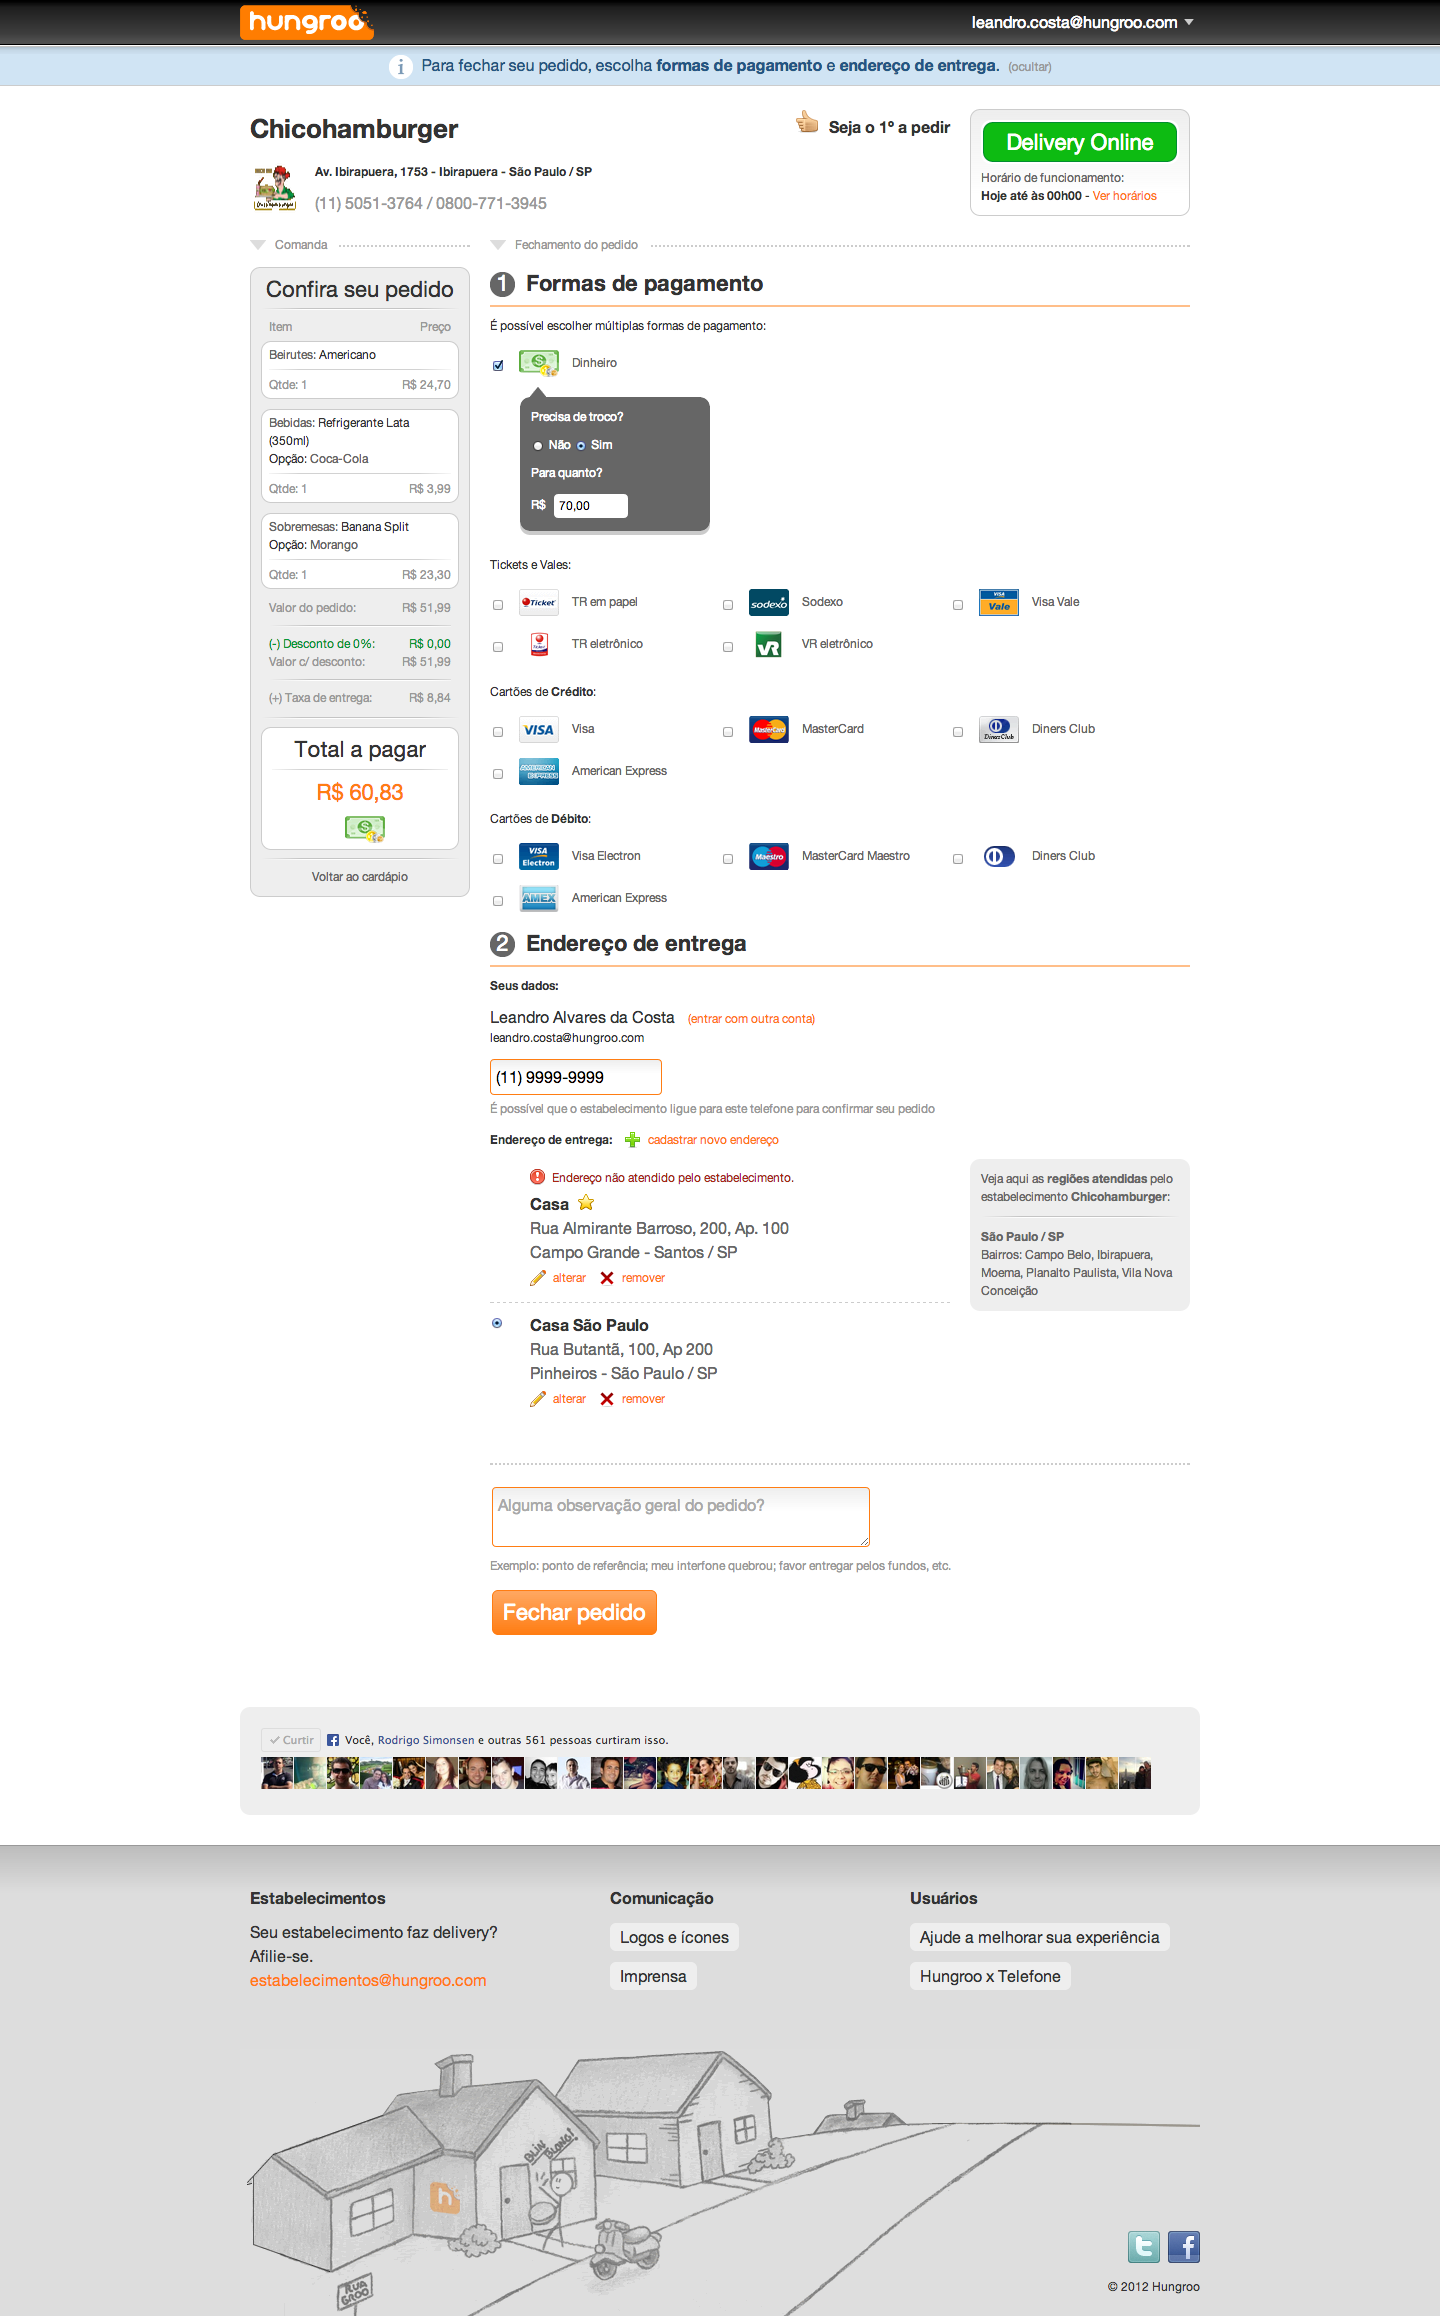 hungroo
leandro.costa@hungroo.com
Para fechar seu pedido, escolha formas de pagamento e endereço de entrega. (ocultar)
Chicohamburger
Av. Ibirapuera, 1753 - Ibirapuera - São Paulo / SP
(11) 5051-3764 / 0800-771-3945
Seja o 1º a pedir
Delivery Online
Horário de funcionamento:
Hoje até às 00h00 - Ver horários
Comanda
Confira seu pedido
Item Preço
Beirutes: Americano
Qtde: 1 R$ 24,70
Bebidas: Refrigerante Lata
(350ml)
Opção: Coca-Cola
Qtde: 1 R$ 3,99
Sobremesas: Banana Split
Opção: Morango
Qtde: 1 R$ 23,30
Valor do pedido: R$ 51,99
(-) Desconto de 0%: R$ 0,00
Valor c/ desconto: R$ 51,99
(+) Taxa de entrega: R$ 8,84
Total a pagar
R$ 60,83
Voltar ao cardápio
Fechamento do pedido
1 Formas de pagamento
É possível escolher múltiplas formas de pagamento:
Dinheiro
Precisa de troco?
Não Sim
Para quanto?
R$ 70,00
Tickets e Vales:
Ticket TR em papel sodexo Sodexo VISA Vale Visa Vale
TR eletrônico VR VR eletrônico
Cartões de Crédito:
VISA Visa MasterCard MasterCard Diners Club Diners Club
AMERICAN EXPRESS American Express
Cartões de Débito:
VISA Electron Visa Electron Maestro MasterCard Maestro Diners Club
AMEX American Express
2 Endereço de entrega
Seus dados:
Leandro Alvares da Costa (entrar com outra conta)
leandro.costa@hungroo.com
(11) 9999-9999
É possível que o estabelecimento ligue para este telefone para confirmar seu pedido
Endereço de entrega: cadastrar novo endereço
Endereço não atendido pelo estabelecimento.
Casa
Rua Almirante Barroso, 200, Ap. 100
Campo Grande - Santos / SP
alterar remover
Casa São Paulo
Rua Butantã, 100, Ap 200
Pinheiros - São Paulo / SP
alterar remover
Veja aqui as regiões atendidas pelo
estabelecimento Chicohamburger:
São Paulo / SP
Bairros: Campo Belo, Ibirapuera,
Moema, Planalto Paulista, Vila Nova
Conceição
Alguma observação geral do pedido?
Exemplo: ponto de referência; meu interfone quebrou; favor entregar pelos fundos, etc.
Fechar pedido
Curtir Você, Rodrigo Simonsen e outras 561 pessoas curtiram isso.
Estabelecimentos
Seu estabelecimento faz delivery?
Afilie-se.
estabelecimentos@hungroo.com
Comunicação
Logos e ícones
Imprensa
Usuários
Ajude a melhorar sua experiência
Hungroo x Telefone
BLIN BLONG!
h
RUA
GROO
© 2012 Hungroo